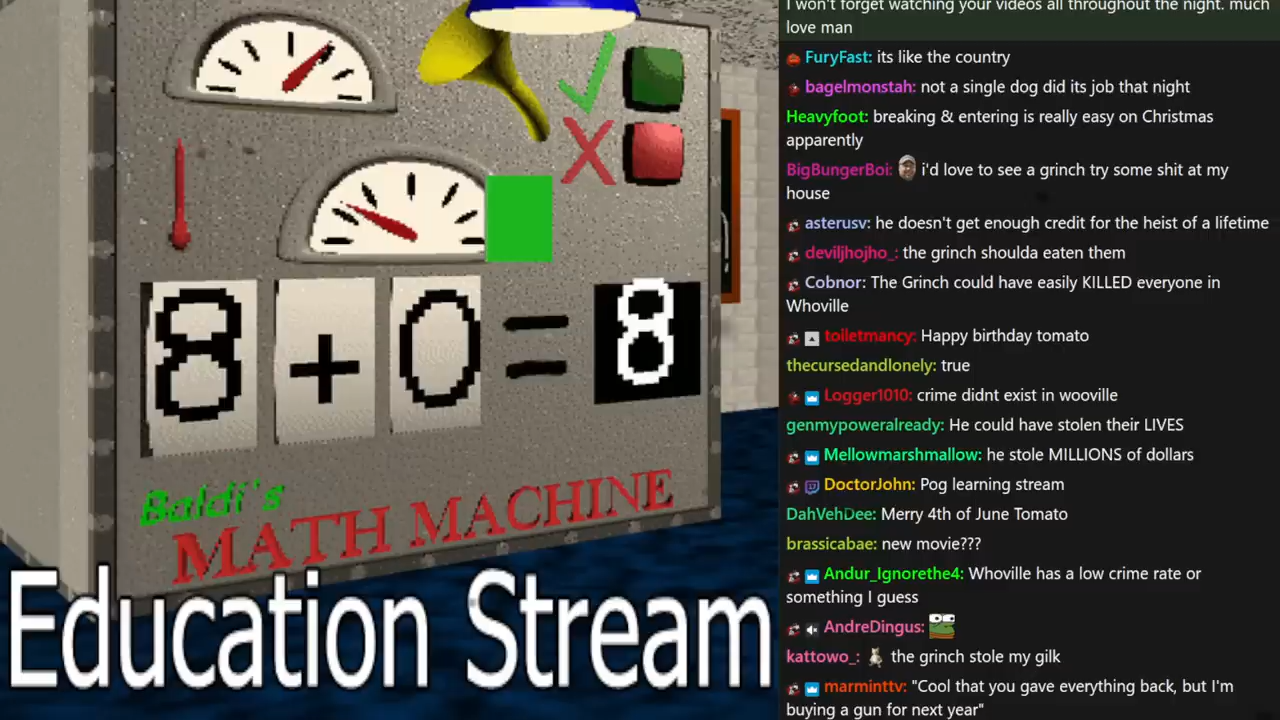 8 + 0 = 8
Baldi's
MATH MACHINE
Education Stream
I won't forget watching your videos all throughout the night. much
love man
FuryFast: its like the country
bagelmonstah: not a single dog did its job that night
Heavyfoot: breaking & entering is really easy on Christmas
apparently
BigBungerBoi: i'd love to see a grinch try some shit at my
house
asterusv: he doesn't get enough credit for the heist of a lifetime
deviljhojho_: the grinch shoulda eaten them
Cobnor: The Grinch could have easily KILLED everyone in
Whoville
toiletmancy: Happy birthday tomato
thecursedandlonely: true
Logger1010: crime didnt exist in wooville
genmypoweralready: He could have stolen their LIVES
Mellowmarshmallow: he stole MILLIONS of dollars
DoctorJohn: Pog learning stream
DahVehDee: Merry 4th of June Tomato
brassicabae: new movie???
Andur_Ignorethe4: Whoville has a low crime rate or
something I guess
AndreDingus:
kattowo_: the grinch stole my gilk
marminttv: "Cool that you gave everything back, but I'm
buying a gun for next year"